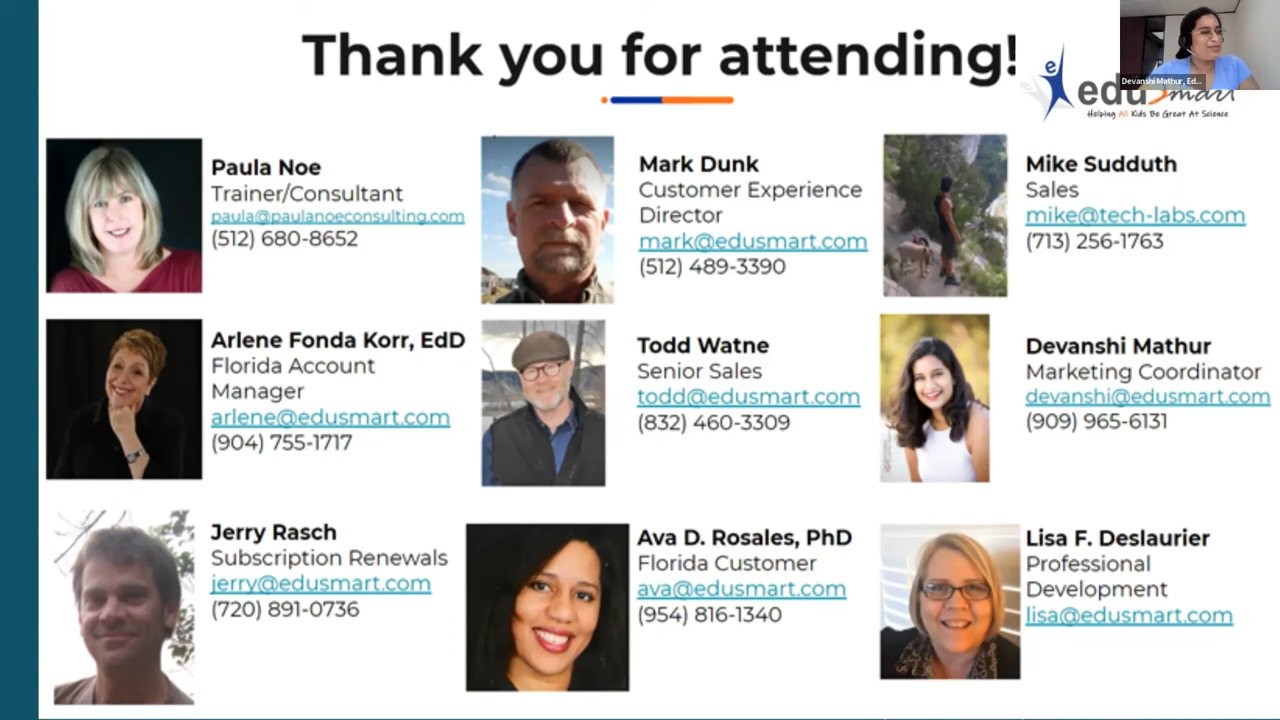 Thank you for attending!
Devanshi Mathur, Ed...
e
edusmart
Helping All Kids Be Great At Science
Paula Noe
Trainer/Consultant
paula@paulanoeconsulting.com
(512) 680-8652
Mark Dunk
Customer Experience
Director
mark@edusmart.com
(512) 489-3390
Mike Sudduth
Sales
mike@tech-labs.com
(713) 256-1763
Arlene Fonda Korr, EdD
Florida Account
Manager
arlene@edusmart.com
(904) 755-1717
Todd Watne
Senior Sales
todd@edusmart.com
(832) 460-3309
Devanshi Mathur
Marketing Coordinator
devanshi@edusmart.com
(909) 965-6131
Jerry Rasch
Subscription Renewals
jerry@edusmart.com
(720) 891-0736
Ava D. Rosales, PhD
Florida Customer
ava@edusmart.com
(954) 816-1340
Lisa F. Deslaurier
Professional
Development
lisa@edusmart.com